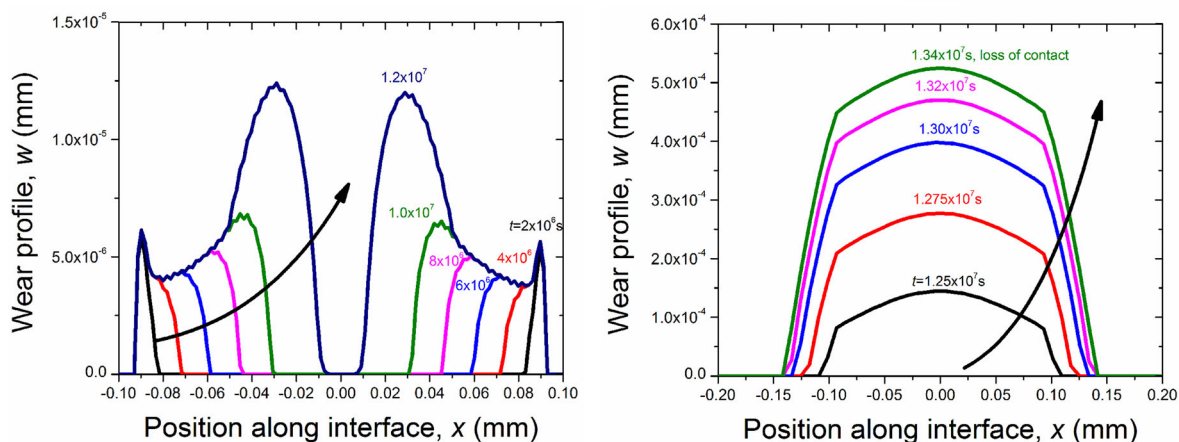 1.5x10⁻⁵
1.0x10⁻⁵
5.0x10⁻⁶
0.0
Wear profile, w (mm)
1.2x10⁷
1.0x10⁷
t=2x10⁶s
8x10⁶
4x10⁶
6x10⁶
-0.10 -0.08 -0.06 -0.04 -0.02 0.00 0.02 0.04 0.06 0.08 0.10
Position along interface, x (mm)
6.0x10⁻⁴
5.0x10⁻⁴
4.0x10⁻⁴
3.0x10⁻⁴
2.0x10⁻⁴
1.0x10⁻⁴
0.0
Wear profile, w (mm)
1.34x10⁷s, loss of contact
1.32x10⁷s
1.30x10⁷s
1.275x10⁷s
t=1.25x10⁷s
-0.20 -0.15 -0.10 -0.05 0.00 0.05 0.10 0.15 0.20
Position along interface, x (mm)